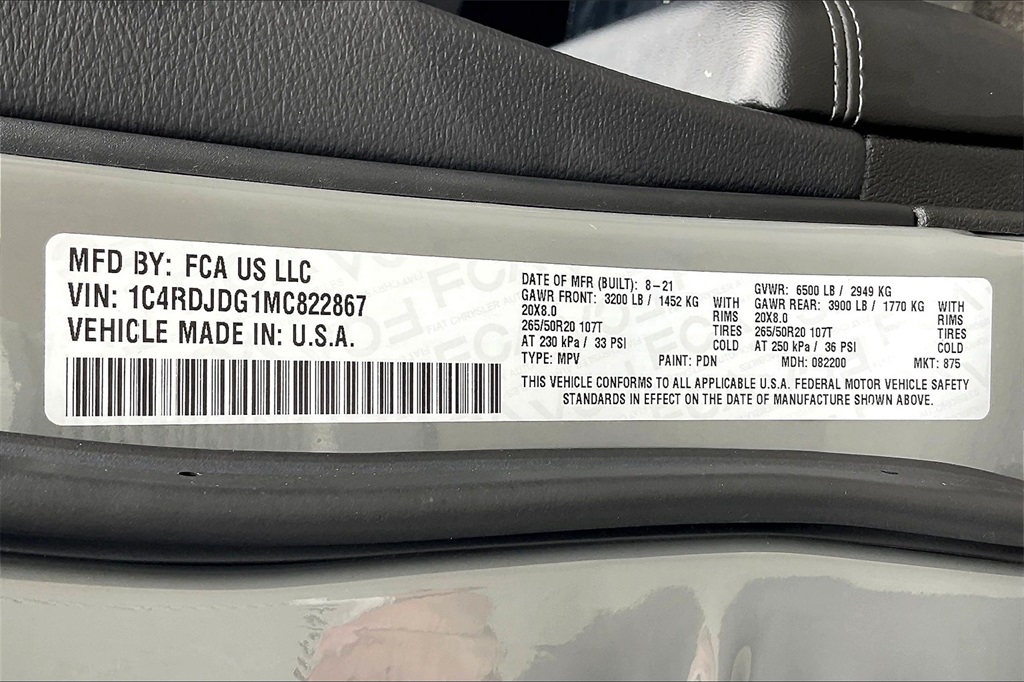 MFD BY: FCA US LLC
VIN: 1C4RDJDG1MC822867
VEHICLE MADE IN: U.S.A.
DATE OF MFR (BUILT): 8-21
GAWR FRONT: 3200 LB / 1452 KG WITH
20X8.0 RIMS
265/50R20 107T TIRES
AT 230 kPa / 33 PSI COLD
GVWR: 6500 LB / 2949 KG
GAWR REAR: 3900 LB / 1770 KG WITH
20X8.0 RIMS
265/50R20 107T TIRES
AT 250 kPa / 36 PSI COLD
TYPE: MPV PAINT: PDN MDH: 082200 MKT: 875
THIS VEHICLE CONFORMS TO ALL APPLICABLE U.S.A. FEDERAL MOTOR VEHICLE SAFETY
STANDARDS IN EFFECT ON THE DATE OF MANUFACTURE SHOWN ABOVE.